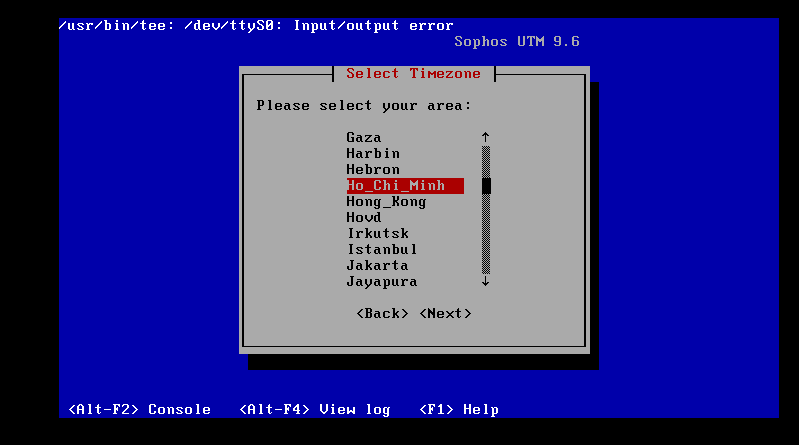 /usr/bin/tee: /dev/ttyS0: Input/output error
Sophos UTM 9.6
Select Timezone
Please select your area:
Gaza ↑
Harbin
Hebron
Ho_Chi_Minh
Hong_Kong
Hovd
Irkutsk
Istanbul
Jakarta
Jayapura ↓
<Back> <Next>
<Alt-F2> Console <Alt-F4> View log <F1> Help